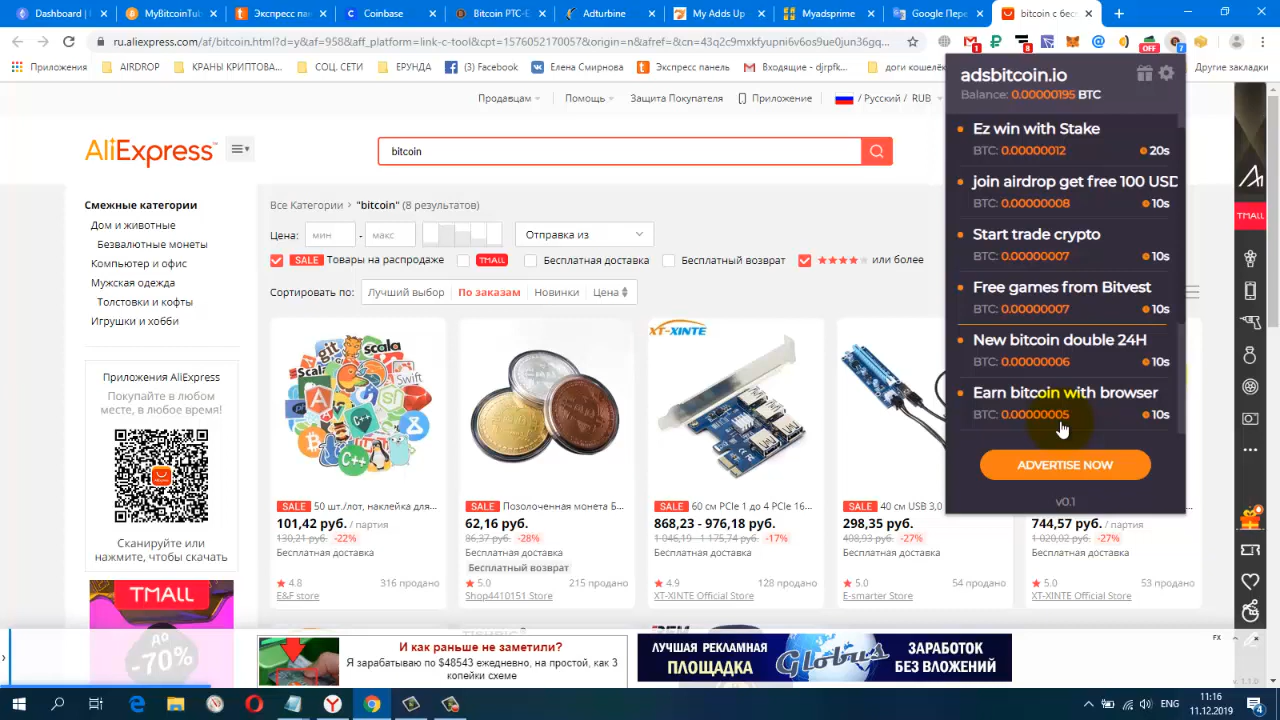 Dashboard |
MyBitcoinTub
Экспресс па
Coinbase
Bitcoin PTC-E
Adturbine
My Adds Up
Myadsprime
Google Пере
bitcoin с бес
ru.aliexpress.com/af/bitcoin.html?d=y&
Приложения
AIRDROP
КРАНЫ КРИПТОВА...
СОЦ. СЕТИ
ЕРУНДА
(3) Facebook
Елена Смирнова
Экспресс панель
Входящие - djrpfk...
доги кошелёк
Другие закладки
Продавцам
Помощь
Защита Покупателя
Приложение
/ Русский / RUB
AliExpress™
bitcoin
Смежные категории
Дом и животные
Безвалютные монеты
Компьютер и офис
Мужская одежда
Толстовки и кофты
Игрушки и хобби
Все Категории > "bitcoin" (8 результатов)
Цена: мин - макс Отправка из
SALE Товары на распродаже TMALL Бесплатная доставка Бесплатный возврат или более
Сортировать по: Лучший выбор По заказам Новинки Цена
Приложения AliExpress
Покупайте в любом
месте, в любое время!
Сканируйте или
нажмите, чтобы скачать
TMALL
до
-70%
git
scala
Swift
C++
SALE 50 шт./лот, наклейка для...
101,42 руб. / партия
130,21 руб. -22%
Бесплатная доставка
4.8 316 продано
E&F store
SALE Позолоченная монета Б...
62,16 руб.
86,37 руб. -28%
Бесплатная доставка
Бесплатный возврат
5.0 215 продано
Shop4410151 Store
XT-XINTE
SALE 60 см PCIe 1 до 4 PCIe 16...
868,23 - 976,18 руб.
1 046,19 - 1 175,74 руб. -17%
Бесплатная доставка
4.9 128 продано
XT-XINTE Official Store
SALE 40 см USB 3,0
298,35 руб.
408,93 руб. -27%
Бесплатная доставка
5.0 54 продано
E-smarter Store
744,57 руб. / партия
1 020,02 руб. -27%
Бесплатная доставка
5.0 53 продано
XT-XINTE Official Store
adsbitcoin.io
Balance: 0.00000195 BTC
Ez win with Stake
BTC: 0.00000012 20s
join airdrop get free 100 USD
BTC: 0.00000008 10s
Start trade crypto
BTC: 0.00000007 10s
Free games from Bitvest
BTC: 0.00000007 10s
New bitcoin double 24H
BTC: 0.00000006 10s
Earn bitcoin with browser
BTC: 0.00000005 10s
ADVERTISE NOW
v0.1
OFF
TMALL
И как раньше не заметили?
Я зарабатываю по $48543 ежедневно, на простой, как 3
копейки схеме
ЛУЧШАЯ РЕКЛАМНАЯ
ПЛОЩАДКА
Globus
ЗАРАБОТОК
БЕЗ ВЛОЖЕНИЙ
FX
v. 1.1.0
ENG
11:16
11.12.2019